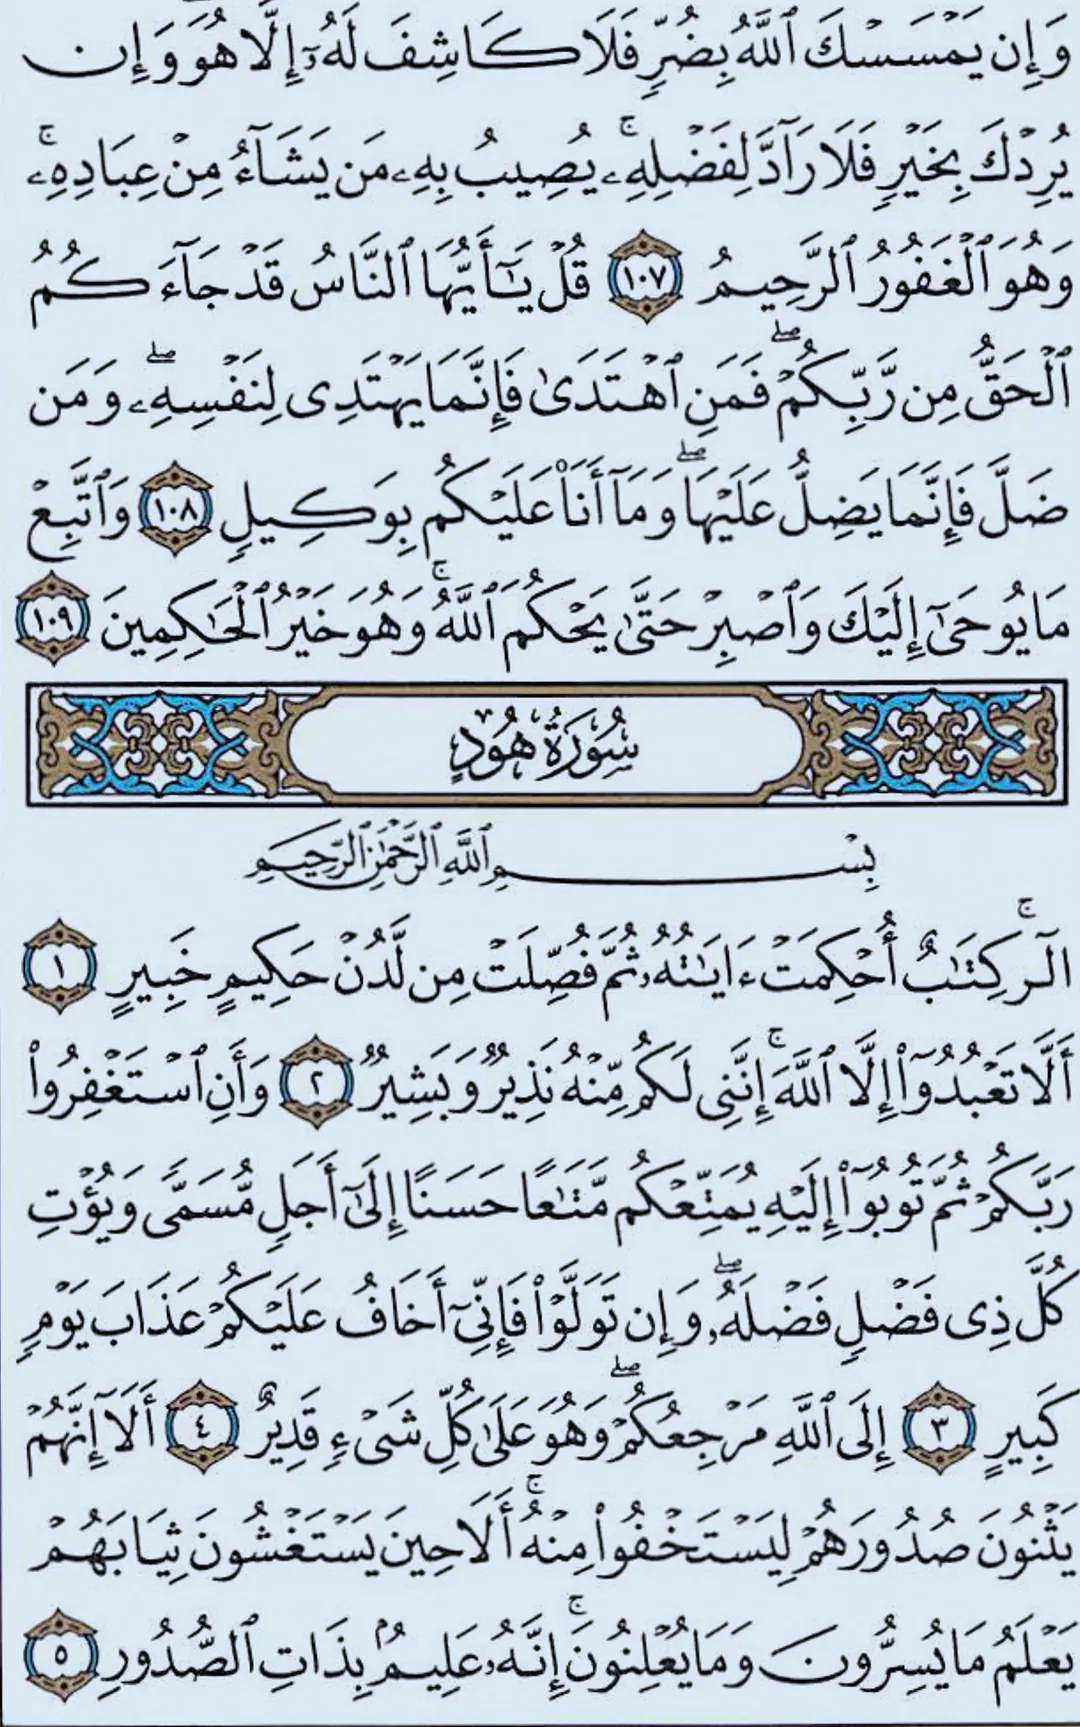 وَإِن يَمْسَسْكَ ٱللَّهُ بِضُرٍّ فَلَا كَاشِفَ لَهُۥٓ إِلَّا هُوَ وَإِن
يُرِدْكَ بِخَيْرٍ فَلَا رَآدَّ لِفَضْلِهِۦ ۚ يُصِيبُ بِهِۦ مَن يَشَآءُ مِنْ عِبَادِهِۦ ۚ
وَهُوَ ٱلْغَفُورُ ٱلرَّحِيمُ ١٠٧ قُلْ يَـٰٓأَيُّهَا ٱلنَّاسُ قَدْ جَآءَكُمُ
ٱلْحَقُّ مِن رَّبِّكُمْ ۖ فَمَنِ ٱهْتَدَىٰ فَإِنَّمَا يَهْتَدِى لِنَفْسِهِۦ ۖ وَمَن
ضَلَّ فَإِنَّمَا يَضِلُّ عَلَيْهَا ۖ وَمَآ أَنَا۠ عَلَيْكُم بِوَكِيلٍ ١٠٨ وَٱتَّبِعْ
مَا يُوحَىٰٓ إِلَيْكَ وَٱصْبِرْ حَتَّىٰ يَحْكُمَ ٱللَّهُ ۚ وَهُوَ خَيْرُ ٱلْحَـٰكِمِينَ ١٠٩
سُورَةُ هُودٍ
بِسْمِ ٱللَّهِ ٱلرَّحْمَـٰنِ ٱلرَّحِيمِ
الٓر ۚ كِتَـٰبٌ أُحْكِمَتْ ءَايَـٰتُهُۥ ثُمَّ فُصِّلَتْ مِن لَّدُنْ حَكِيمٍ خَبِيرٍ ١
أَلَّا تَعْبُدُوٓا۟ إِلَّا ٱللَّهَ ۚ إِنَّنِى لَكُم مِّنْهُ نَذِيرٌ وَبَشِيرٌ ٢ وَأَنِ ٱسْتَغْفِرُوا۟
رَبَّكُمْ ثُمَّ تُوبُوٓا۟ إِلَيْهِ يُمَتِّعْكُم مَّتَـٰعًا حَسَنًا إِلَىٰٓ أَجَلٍ مُّسَمًّى وَيُؤْتِ
كُلَّ ذِى فَضْلٍ فَضْلَهُۥ ۖ وَإِن تَوَلَّوْا۟ فَإِنِّىٓ أَخَافُ عَلَيْكُمْ عَذَابَ يَوْمٍ
كَبِيرٍ ٣ إِلَى ٱللَّهِ مَرْجِعُكُمْ ۖ وَهُوَ عَلَىٰ كُلِّ شَىْءٍ قَدِيرٌ ٤ أَلَآ إِنَّهُمْ
يَثْنُونَ صُدُورَهُمْ لِيَسْتَخْفُوا۟ مِنْهُ ۚ أَلَا حِينَ يَسْتَغْشُونَ ثِيَابَهُمْ
يَعْلَمُ مَا يُسِرُّونَ وَمَا يُعْلِنُونَ ۚ إِنَّهُۥ عَلِيمٌۢ بِذَاتِ ٱلصُّدُورِ ٥